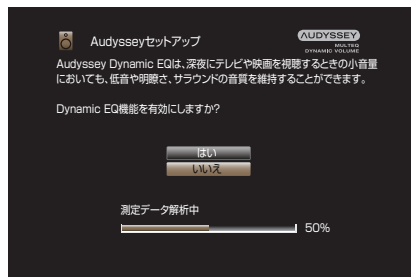 Audysseyセットアップ
AUDYSSEY
MULTEQ
DYNAMIC VOLUME
Audyssey Dynamic EQは、深夜にテレビや映画を視聴するときの小音量
においても、低音や明瞭さ、サラウンドの音質を維持することができます。
Dynamic EQ機能を有効にしますか?
はい
いいえ
測定データ解析中
50%